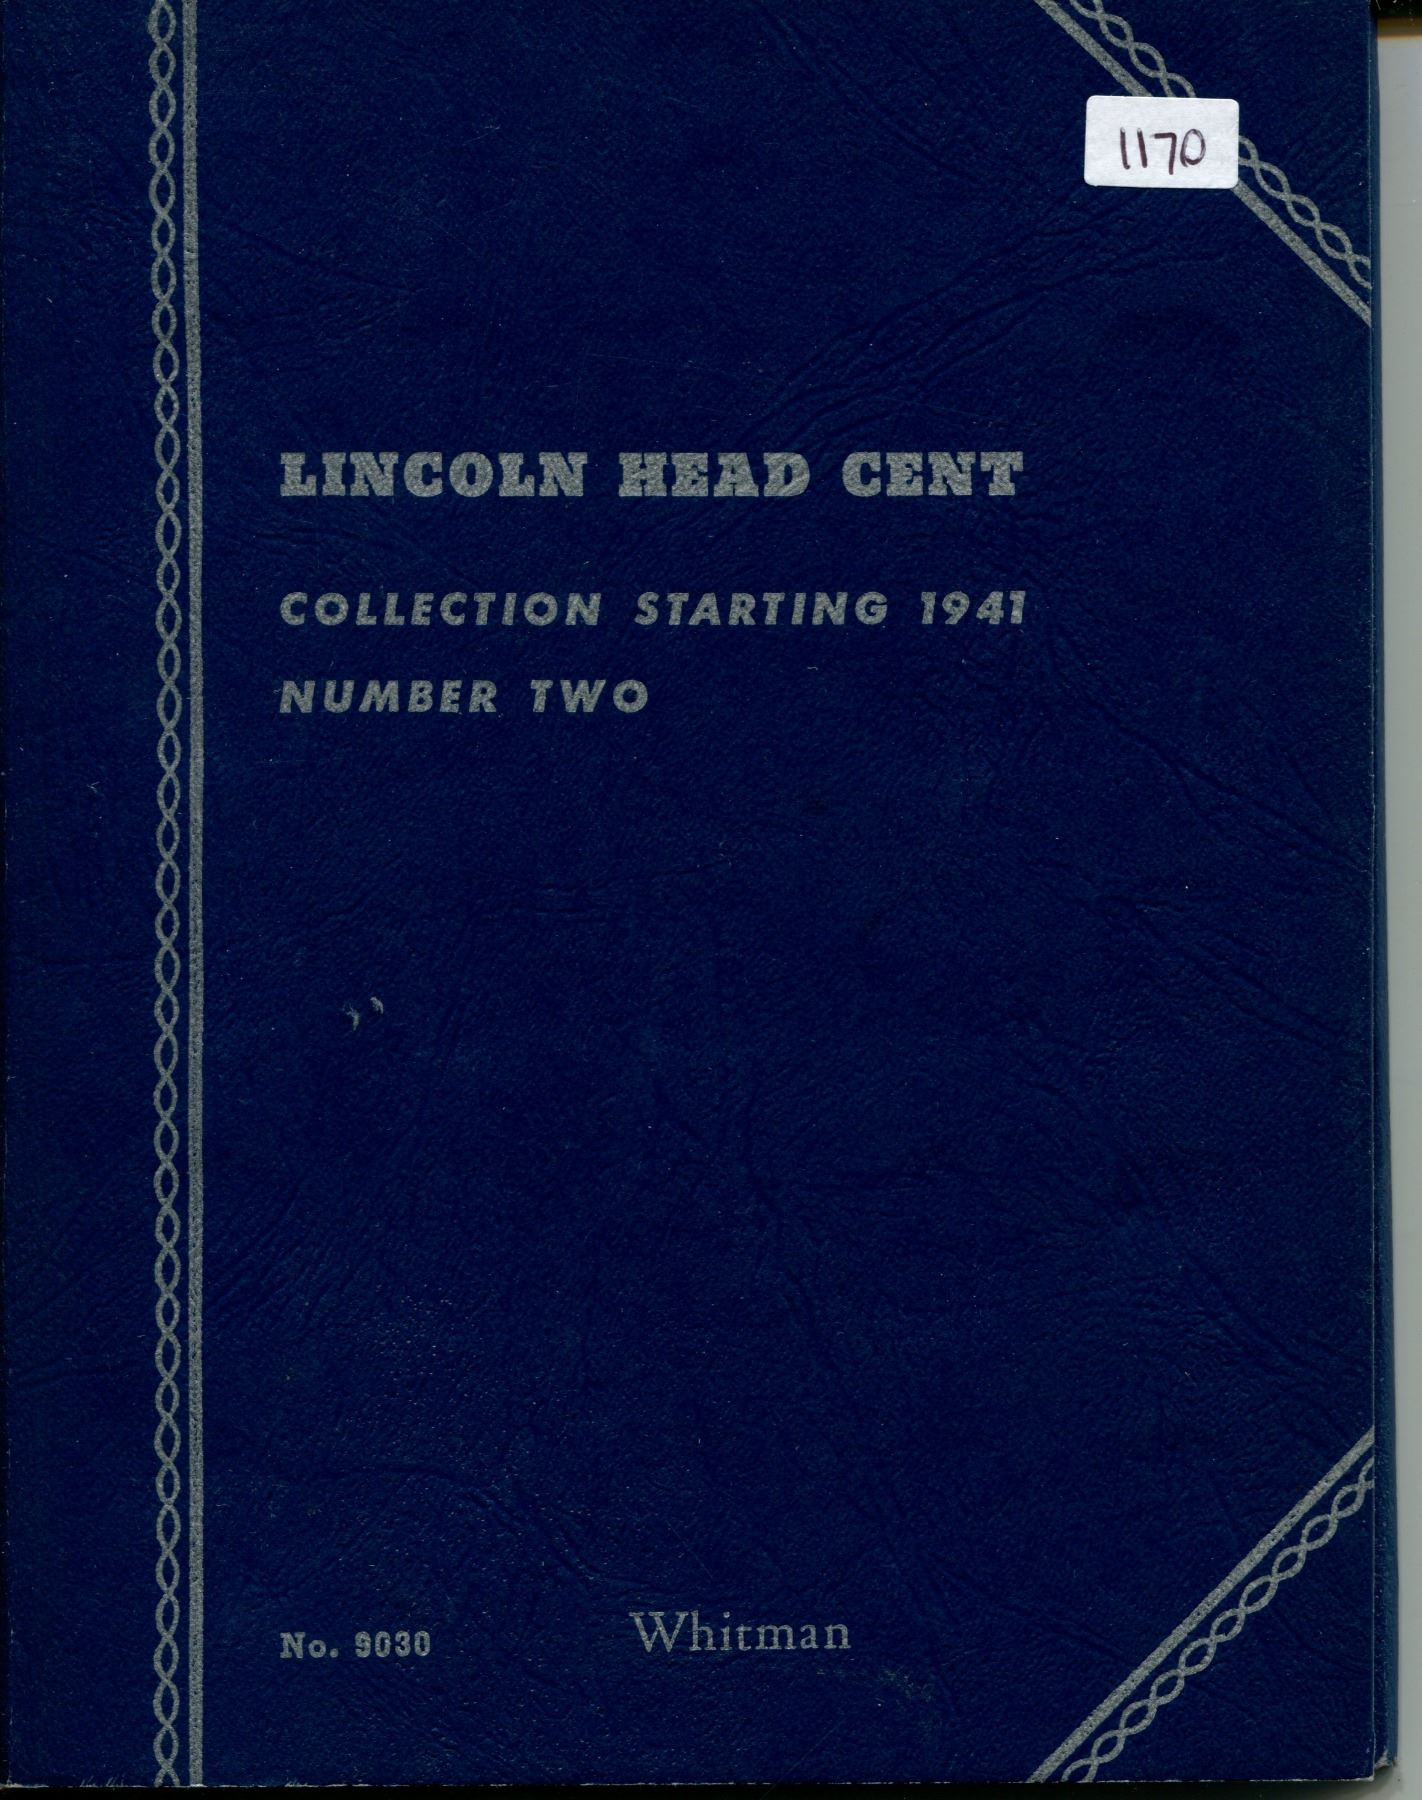 1170
LINCOLN HEAD CENT
COLLECTION STARTING 1941
NUMBER TWO
No. 9030
Whitman